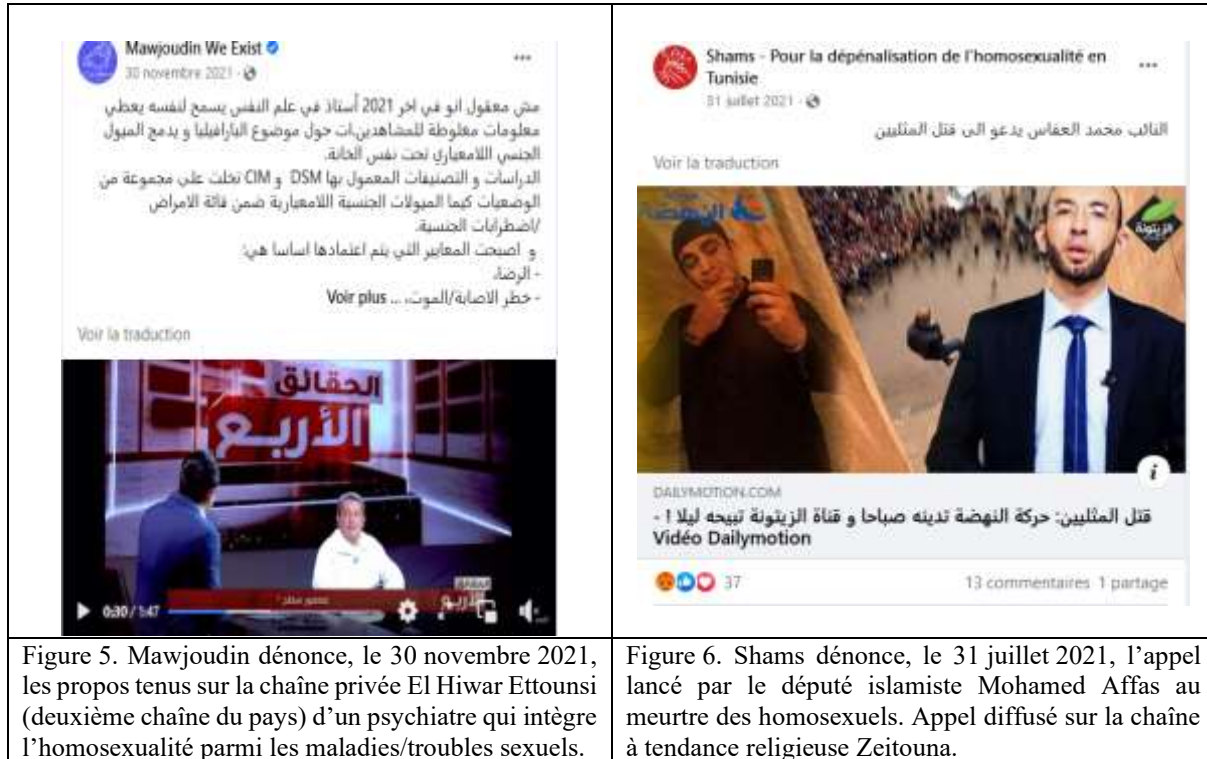 Mawjoudin We Exist
30 novembre 2021
مش معقول انو في اخر 2021 أستاذ في علم النفس يسمح لنفسه يعطي
معلومات مغلوطة للمشاهدين.ات حول موضوع البارافيليا و يدمج الميول
الجنسي اللامعياري تحت نفس الخانة.
الدراسات و التصنيفات المعمول بها DSM و CIM تخلت على مجموعة من
الوضعيات كيما الميولات الجنسية اللامعيارية ضمن قائة الامراض
/اضطرابات الجنسية.
و اصبحت المعايير التي يتم اعتمادها اساسا هي:
- الرضا،
- خطر الاصابة/الموت، ... Voir plus
Voir la traduction
الحقائق
الأربع
0:30 / 1:47
Figure 5. Mawjoudin dénonce, le 30 novembre 2021,
les propos tenus sur la chaîne privée El Hiwar Ettounsi
(deuxième chaîne du pays) d’un psychiatre qui intègre
l’homosexualité parmi les maladies/troubles sexuels.
Shams - Pour la dépénalisation de l'homosexualité en
Tunisie
31 juillet 2021
النائب محمد العفاس يدعو الى قتل المثليين
Voir la traduction
النهضة
الزيتونة
DAILYMOTION.COM
قتل المثليين: حركة النهضة تدينه صباحا و قناة الزيتونة تبيحه ليلا ! -
Vidéo Dailymotion
37
13 commentaires 1 partage
Figure 6. Shams dénonce, le 31 juillet 2021, l’appel
lancé par le député islamiste Mohamed Affas au
meurtre des homosexuels. Appel diffusé sur la chaîne
à tendance religieuse Zeitouna.